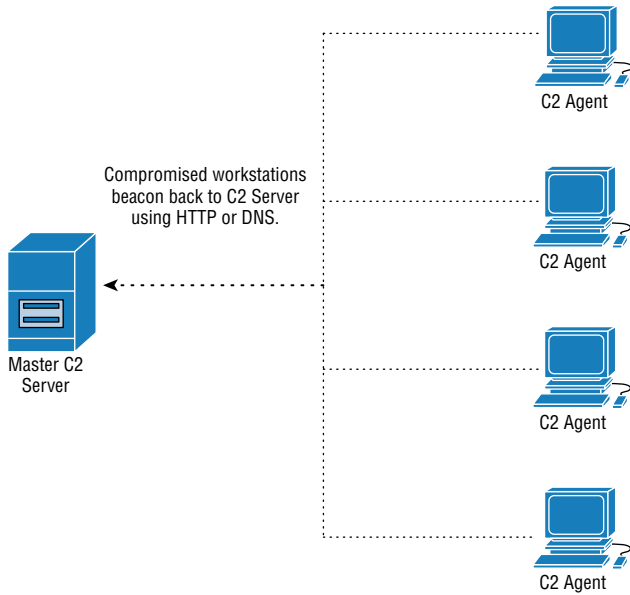 C2 Agent
Compromised workstations
beacon back to C2 Server
using HTTP or DNS.
C2 Agent
Master C2
Server
C2 Agent
C2 Agent